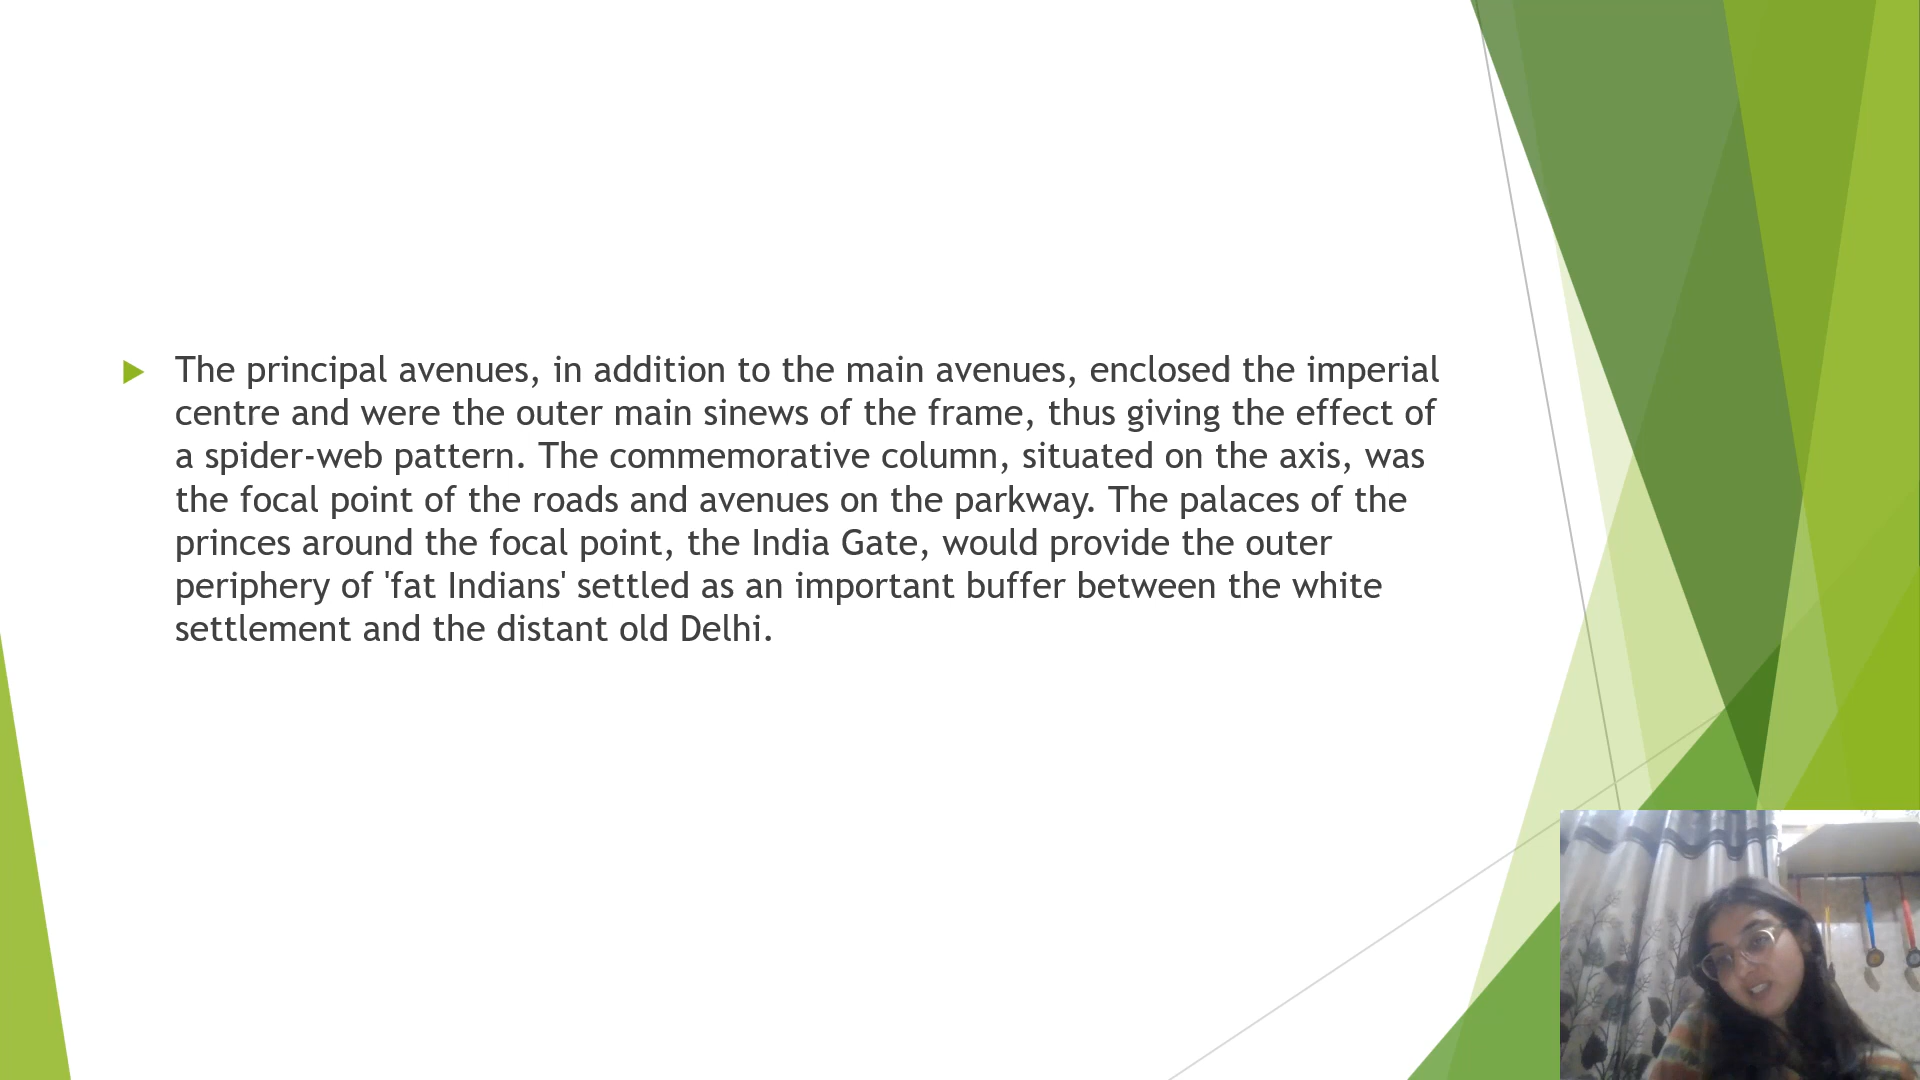 The principal avenues, in addition to the main avenues, enclosed the imperial
centre and were the outer main sinews of the frame, thus giving the effect of
a spider-web pattern. The commemorative column, situated on the axis, was
the focal point of the roads and avenues on the parkway. The palaces of the
princes around the focal point, the India Gate, would provide the outer
periphery of 'fat Indians' settled as an important buffer between the white
settlement and the distant old Delhi.